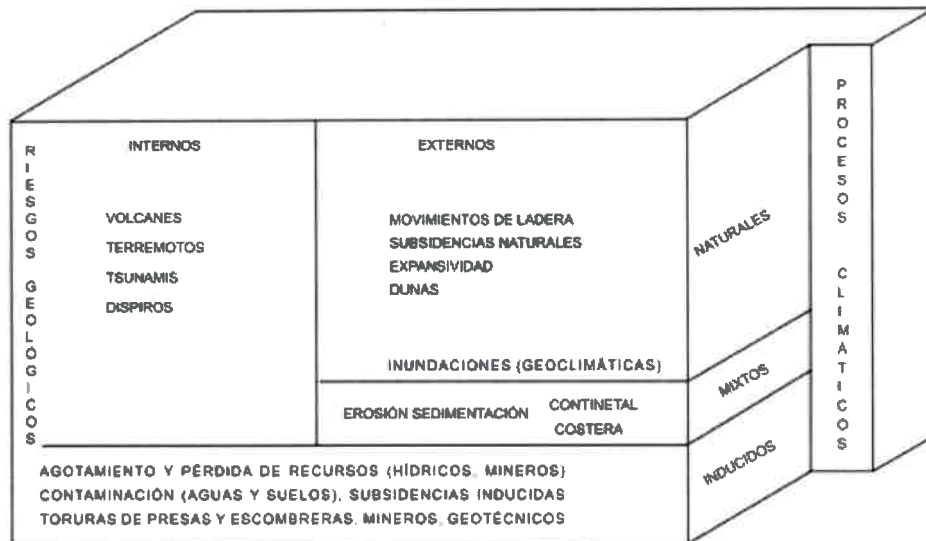 RIESGOS GEOLÓGICOS
INTERNOS
VOLCANES
TERREMOTOS
TSUNAMIS
DISPIROS
EXTERNOS
MOVIMIENTOS DE LADERA
SUBSIDENCIAS NATURALES
EXPANSIVIDAD
DUNAS
INUNDACIONES (GEOCLIMÁTICAS)
EROSIÓN SEDIMENTACIÓN
CONTINETAL
COSTERA
AGOTAMIENTO Y PÉRDIDA DE RECURSOS (HÍDRICOS, MINEROS)
CONTAMINACIÓN (AGUAS Y SUELOS), SUBSIDENCIAS INDUCIDAS
TORURAS DE PRESAS Y ESCOMBRERAS. MINEROS, GEOTÉCNICOS
NATURALES
MIXTOS
INDUCIDOS
PROCESOS CLIMATICOS